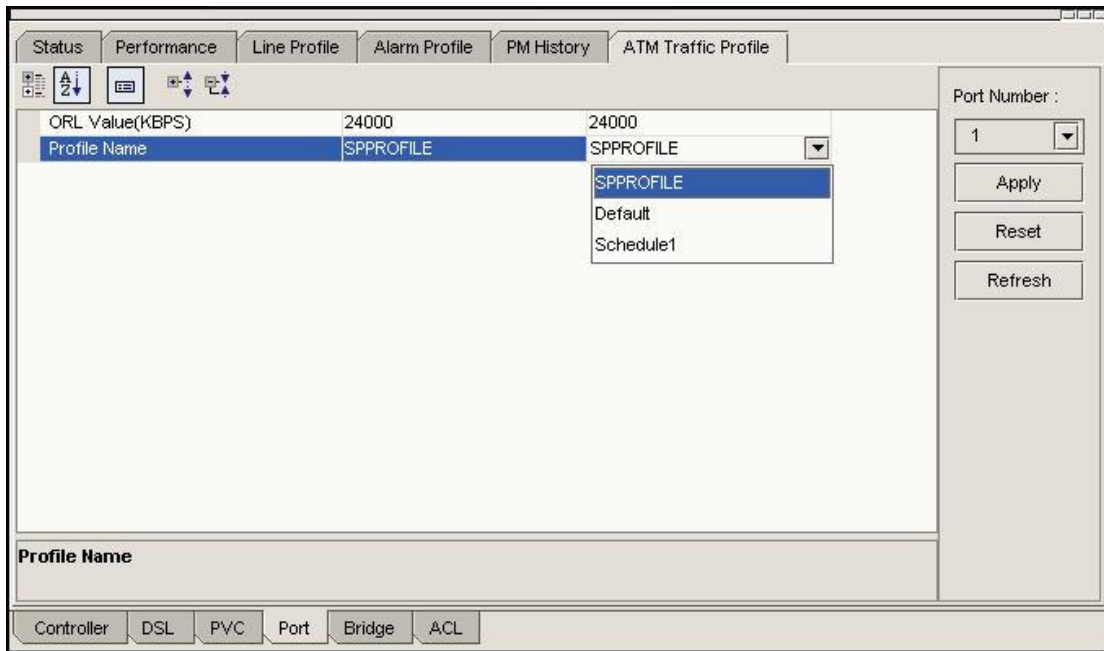 Status Performance Line Profile Alarm Profile PM History ATM Traffic Profile
A Z
Port Number :
1
Apply
Reset
Refresh
ORL Value(KBPS) 24000 24000
Profile Name SPPROFILE SPPROFILE
SPPROFILE
Default
Schedule1
Profile Name
Controller DSL PVC Port Bridge ACL